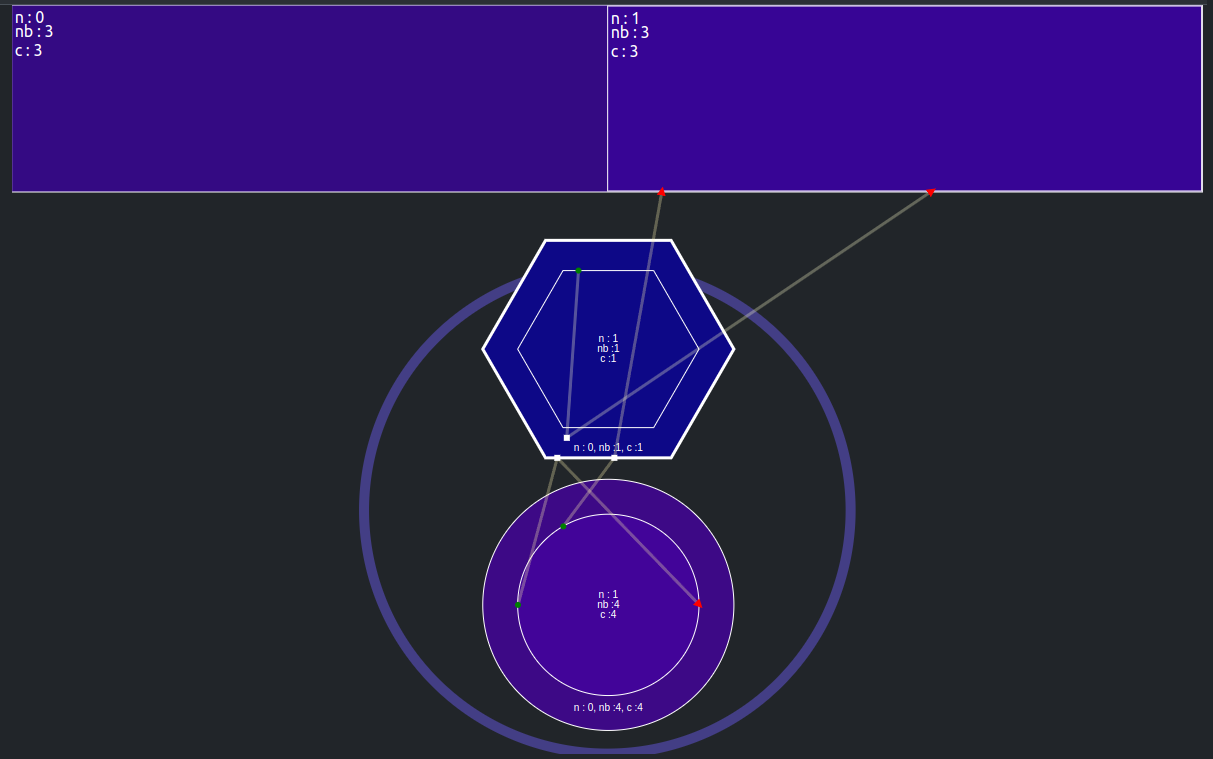 n:0
nb:3
c:3
n:1
nb:3
c:3
n : 1
nb :1
c :1
n : 0, nb :1, c :1
n : 1
nb :4
c :4
n : 0, nb :4, c :4